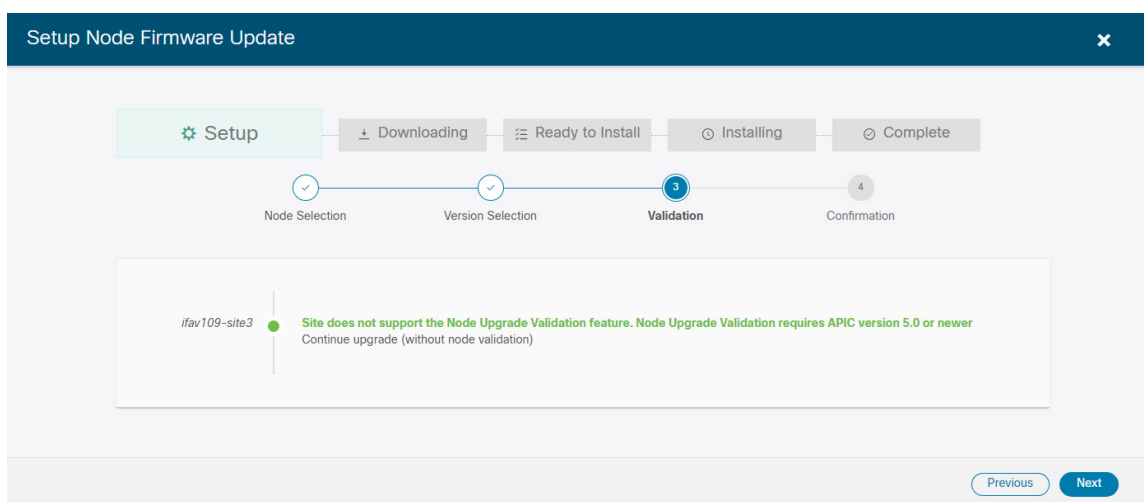 Setup Node Firmware Update
Setup
Downloading
Ready to Install
Installing
Complete
3
4
Node Selection
Version Selection
Validation
Confirmation
ifav109-site3
Site does not support the Node Upgrade Validation feature. Node Upgrade Validation requires APIC version 5.0 or newer
Continue upgrade (without node validation)
Previous
Next